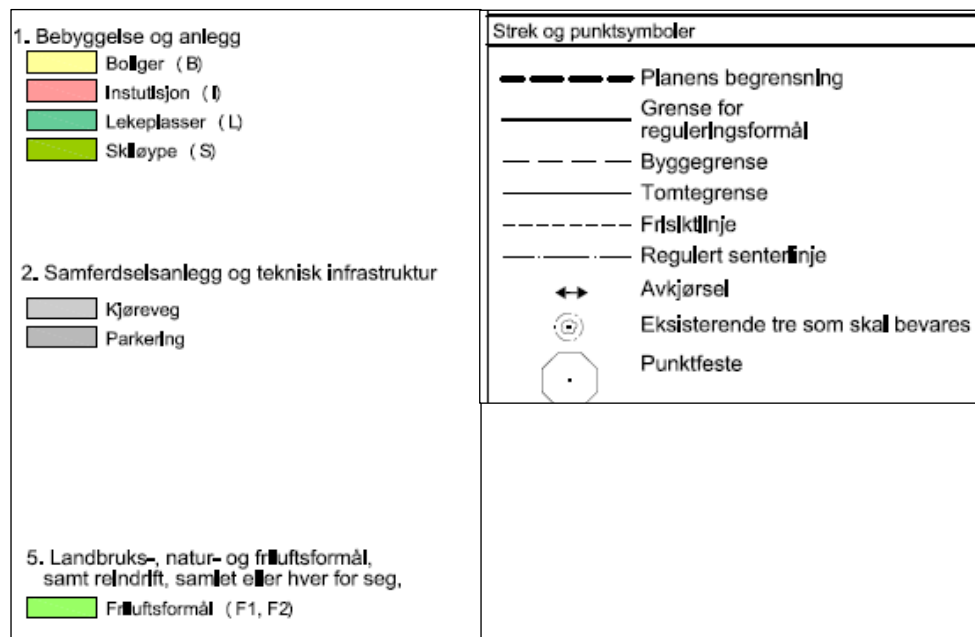 1. Bebyggelse og anlegg
Boliger ( B)
Instutisjon ( I)
Lekeplasser ( L)
Skiløype ( S)
2. Samferdselsanlegg og teknisk infrastruktur
Kjøreveg
Parkering
5. Landbruks-, natur- og friluftsformål,
samt reindrift, samlet eller hver for seg,
Friluftsformål (F1, F2)
Strek og punktsymboler
Planens begrensning
Grense for
reguleringsformål
Byggegrense
Tomtegrense
Frisiktlinje
Regulert senterlinje
Avkjørsel
Eksisterende tre som skal bevares
Punktfeste